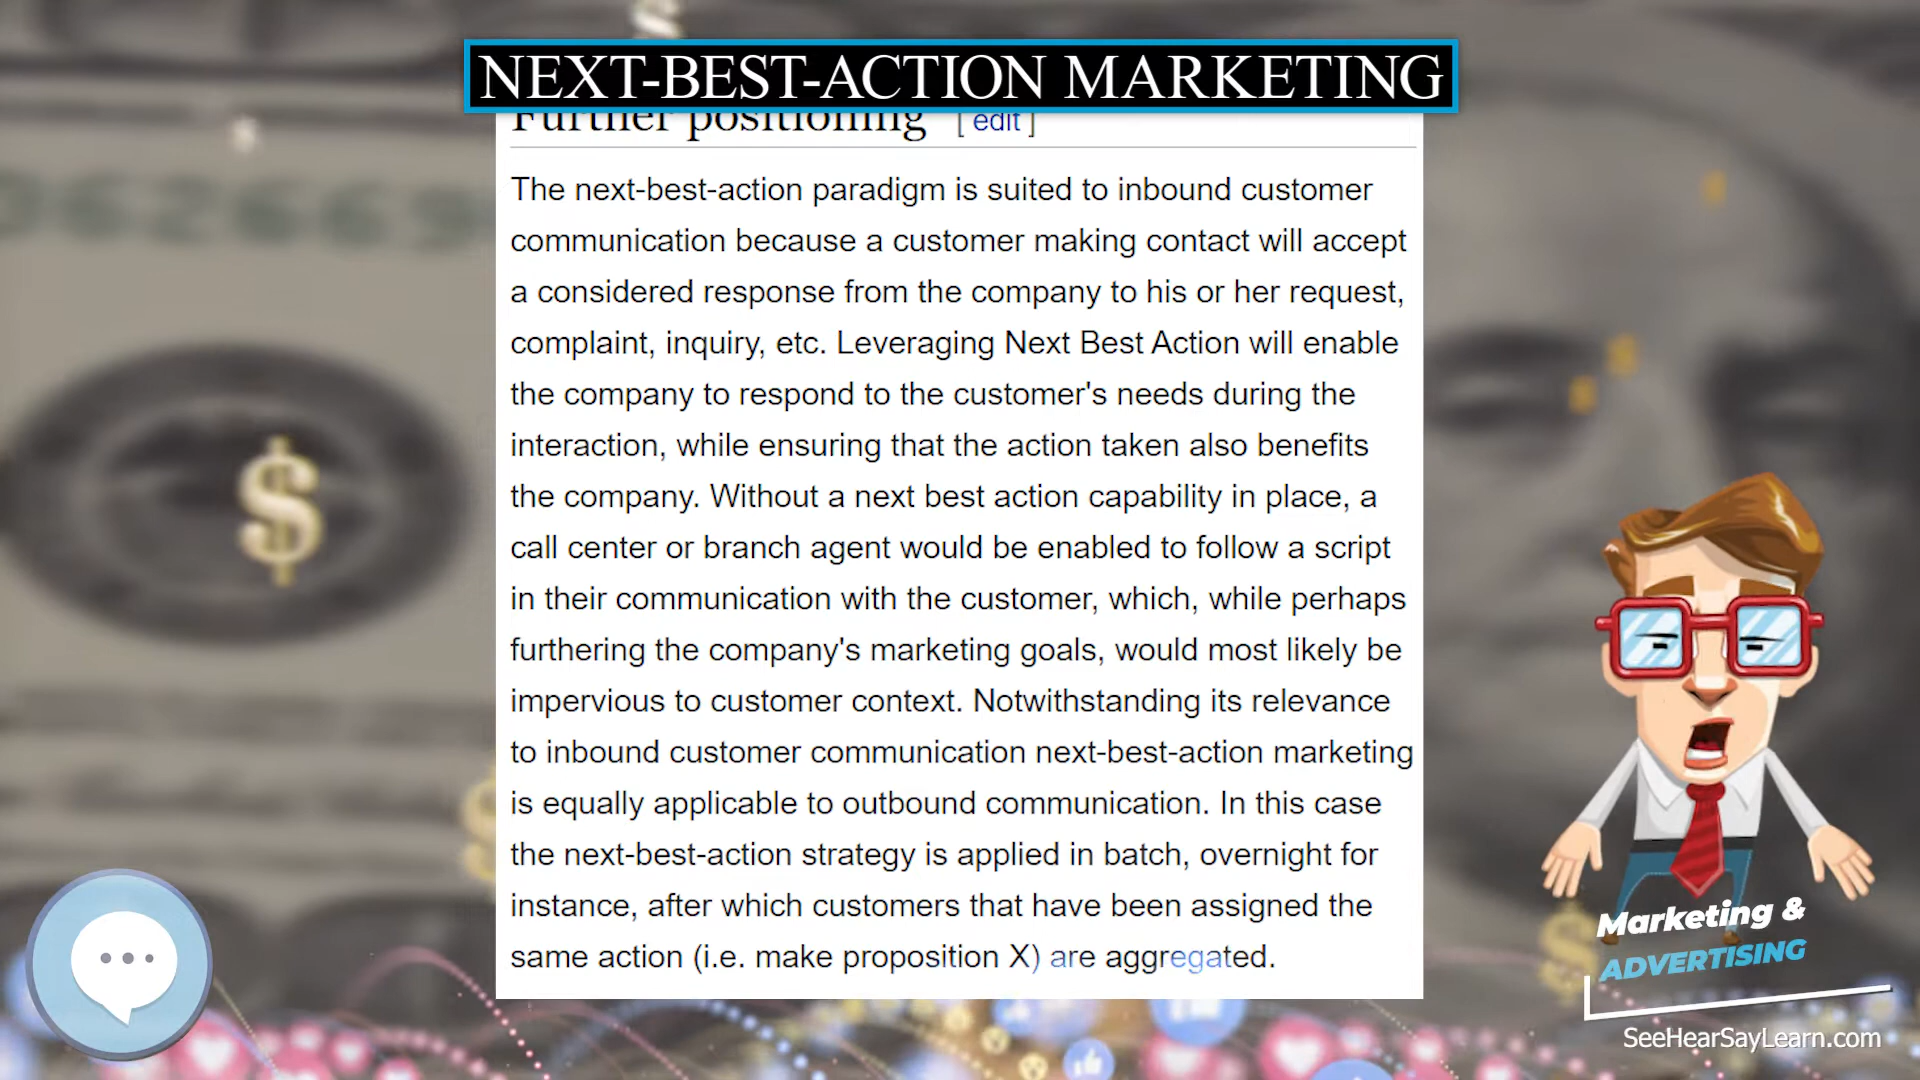 NEXT-BEST-ACTION MARKETING
Further positioning [ edit ]
The next-best-action paradigm is suited to inbound customer
communication because a customer making contact will accept
a considered response from the company to his or her request,
complaint, inquiry, etc. Leveraging Next Best Action will enable
the company to respond to the customer's needs during the
interaction, while ensuring that the action taken also benefits
the company. Without a next best action capability in place, a
call center or branch agent would be enabled to follow a script
in their communication with the customer, which, while perhaps
furthering the company's marketing goals, would most likely be
impervious to customer context. Notwithstanding its relevance
to inbound customer communication next-best-action marketing
is equally applicable to outbound communication. In this case
the next-best-action strategy is applied in batch, overnight for
instance, after which customers that have been assigned the
same action (i.e. make proposition X) are aggregated.
Marketing &
ADVERTISING
SeeHearSayLearn.com